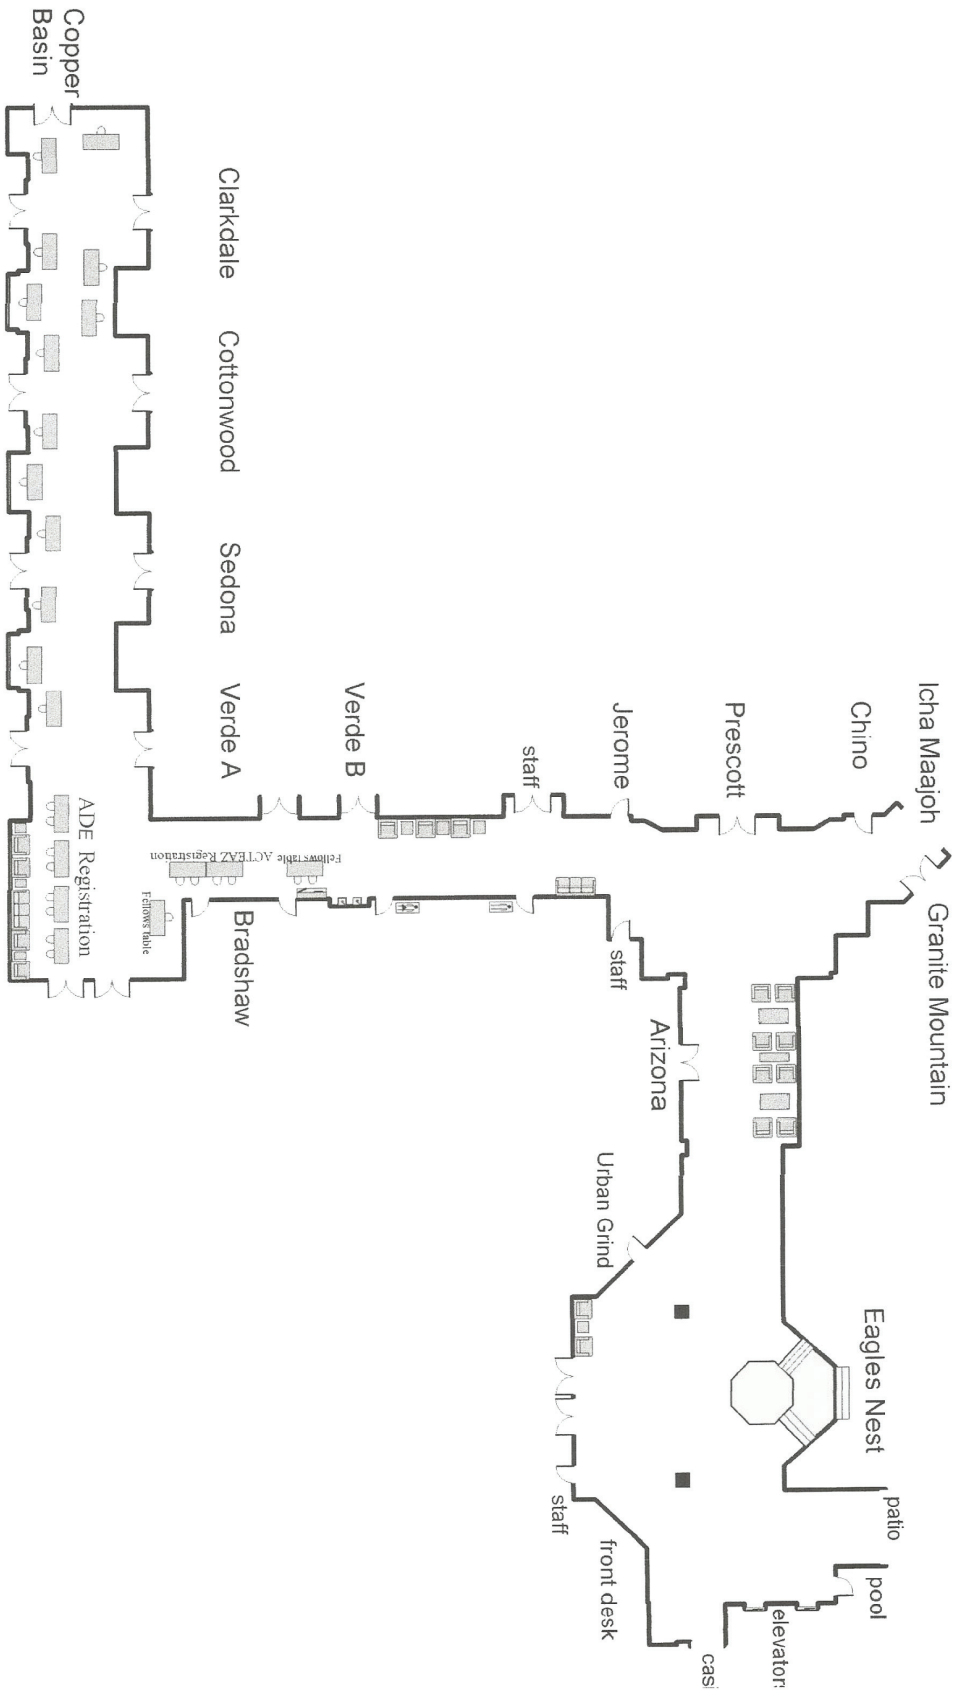 Copper
Basin
Clarkdale
Cottonwood
Sedona
Verde A
Verde B
staff
Jerome
Prescott
Chino
Icha Maajoh
Granite Mountain
ADE Registration
Fellows table
Fellows table ACTEAZ Registration
Bradshaw
staff
Arizona
Urban Grind
Eagles Nest
patio
pool
elevator
staff
front desk
casi